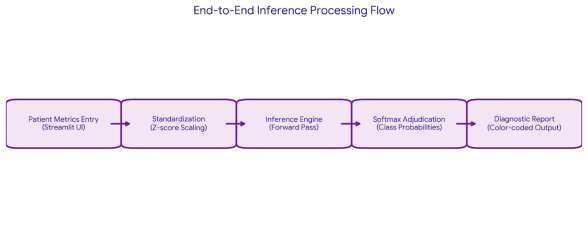 End-to-End Inference Processing Flow
Patient Metrics Entry
(Streamlit UI)
Standardization
(Z-score Scaling)
Inference Engine
(Forward Pass)
Softmax Adjudication
(Class Probabilities)
Diagnostic Report
(Color-coded Output)